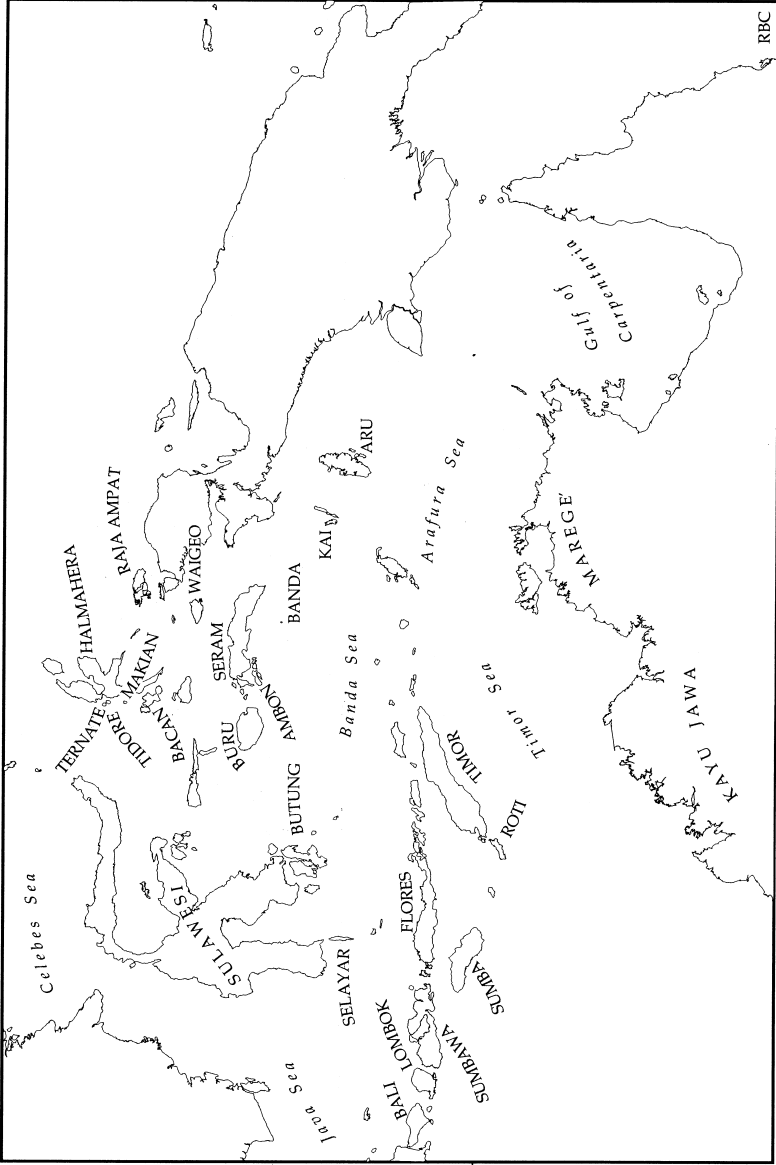 Celebes Sea
TERNATE
HALMAHERA
TIDORE
MAKIAN
RAJA AMPAT
BACAN
WAIGEO
SULAWESI
BURU
SERAM
AMBON
BUTUNG
BANDA
KAI
ARU
Java Sea
SELAYAR
Banda Sea
BALI
LOMBOK
FLORES
SUMBAWA
SUMBA
TIMOR
ROTI
Timor Sea
Arafura Sea
MAREGE'
KAYU JAWA
Gulf of
Carpentaria
RBC